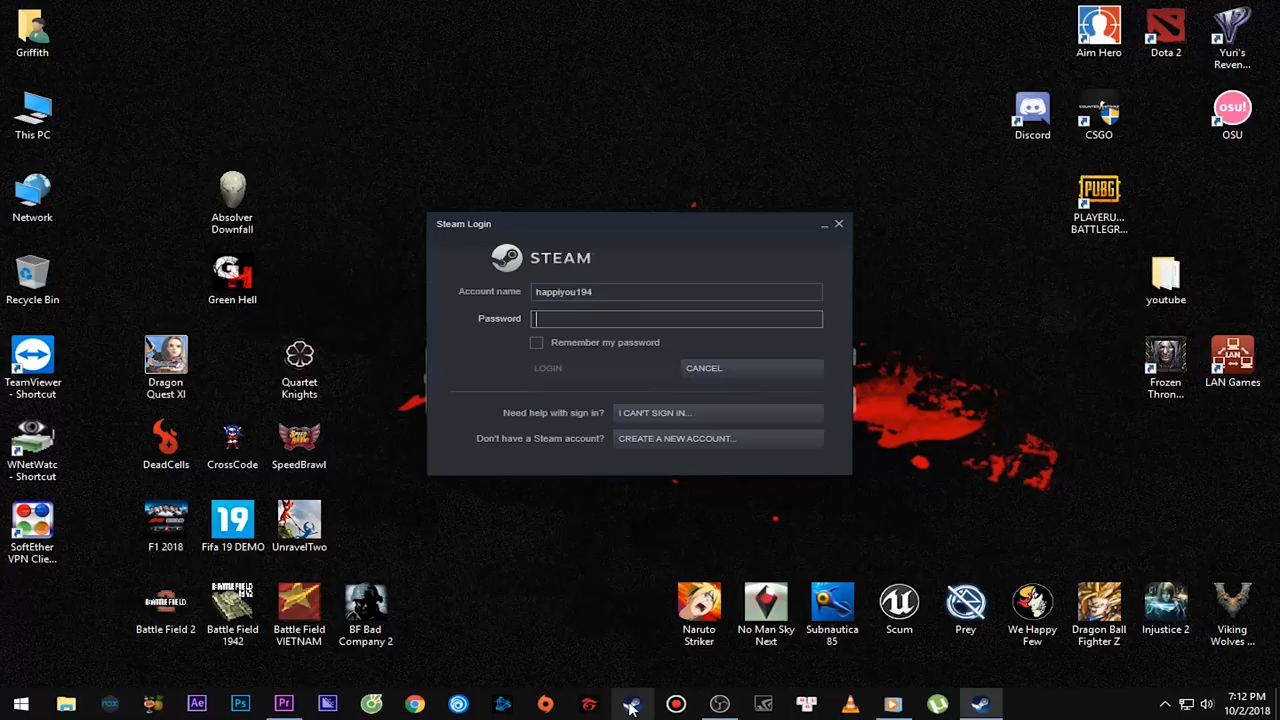 Griffith
This PC
Network
Recycle Bin
TeamViewer
- Shortcut
WNetWatc
- Shortcut
SoftEther
VPN Clie...
Absolver
Downfall
GH
Green Hell
Dragon
Quest XI
Quartet
Knights
DeadCells
CrossCode
SpeedBrawl
F1 2018
19
Fifa 19 DEMO
UnravelTwo
Battle Field 2
Battle Field
1942
Battle Field
VIETNAM
BF Bad
Company 2
Steam Login
STEAM
Account name
happiyou194
Password
Remember my password
LOGIN
CANCEL
Need help with sign in?
I CAN'T SIGN IN...
Don't have a Steam account?
CREATE A NEW ACCOUNT...
Aim Hero
Dota 2
Yuri's
Reven...
Discord
CSGO
osu!
OSU
PUBG
PLAYERU...
BATTLEGR...
youtube
Frozen
Thron...
LAN
LAN Games
Naruto
Striker
No Man Sky
Next
Subnautica
85
Scum
Prey
We Happy
Few
Dragon Ball
Fighter Z
Injustice 2
Viking
Wolves ...
Ae
Ps
Pr
7:12 PM
10/2/2018